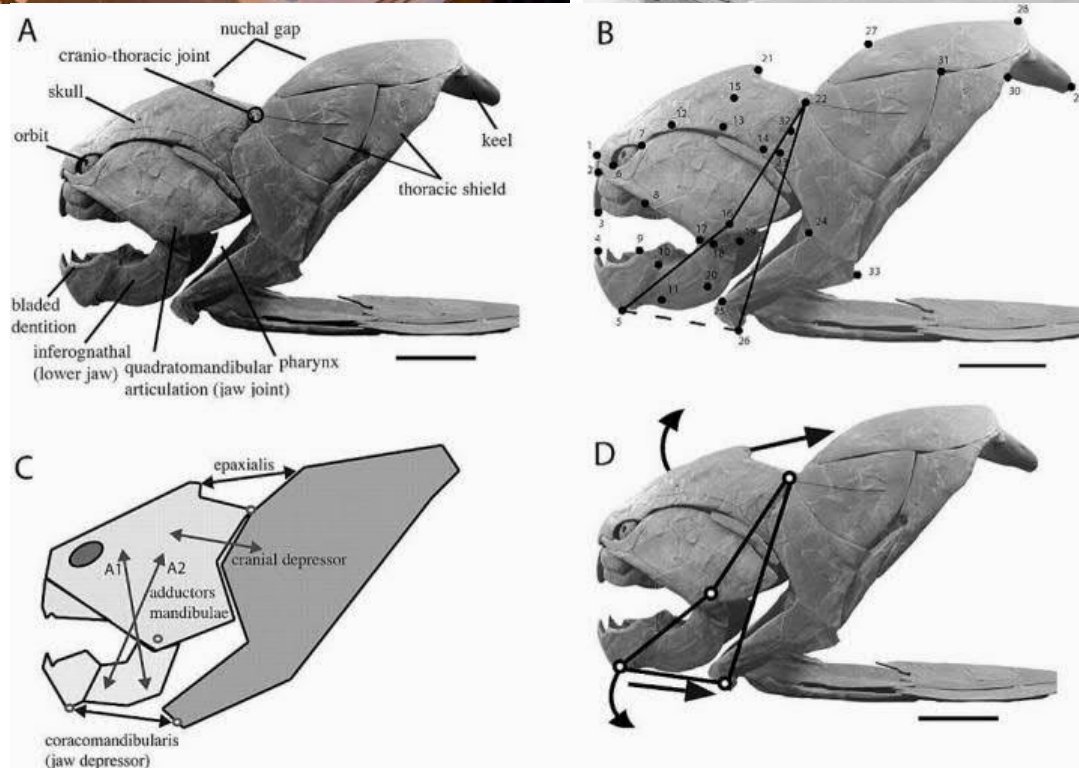 A
nuchal gap
cranio-thoracic joint
skull
orbit
keel
thoracic shield
bladed
dentition
inferognathal
(lower jaw)
quadratomandibular
articulation (jaw joint)
pharynx
B
28
27
21
31
15
22
30
12
13
32
7
14
1
6
2
8
16
3
17
19
24
18
4
9
10
20
33
11
25
5
26
C
epaxialis
cranial depressor
A1
A2
adductors
mandibulae
coracomandibularis
(jaw depressor)
D